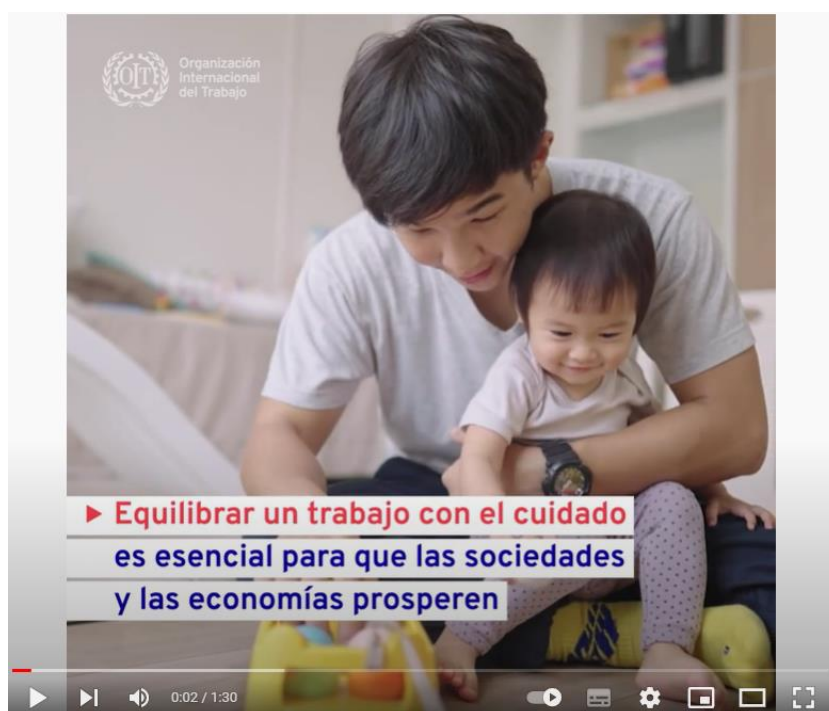 Organización
Internacional
del Trabajo
▶ Equilibrar un trabajo con el cuidado
es esencial para que las sociedades
y las economías prosperen
0:02 / 1:30